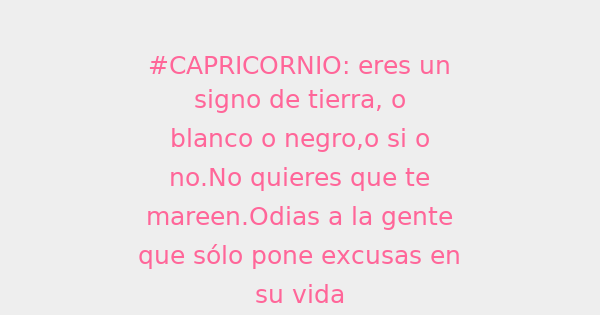 #CAPRICORNIO: eres un
signo de tierra, o
blanco o negro,o si o
no.No quieres que te
mareen.Odias a la gente
que sólo pone excusas en
su vida